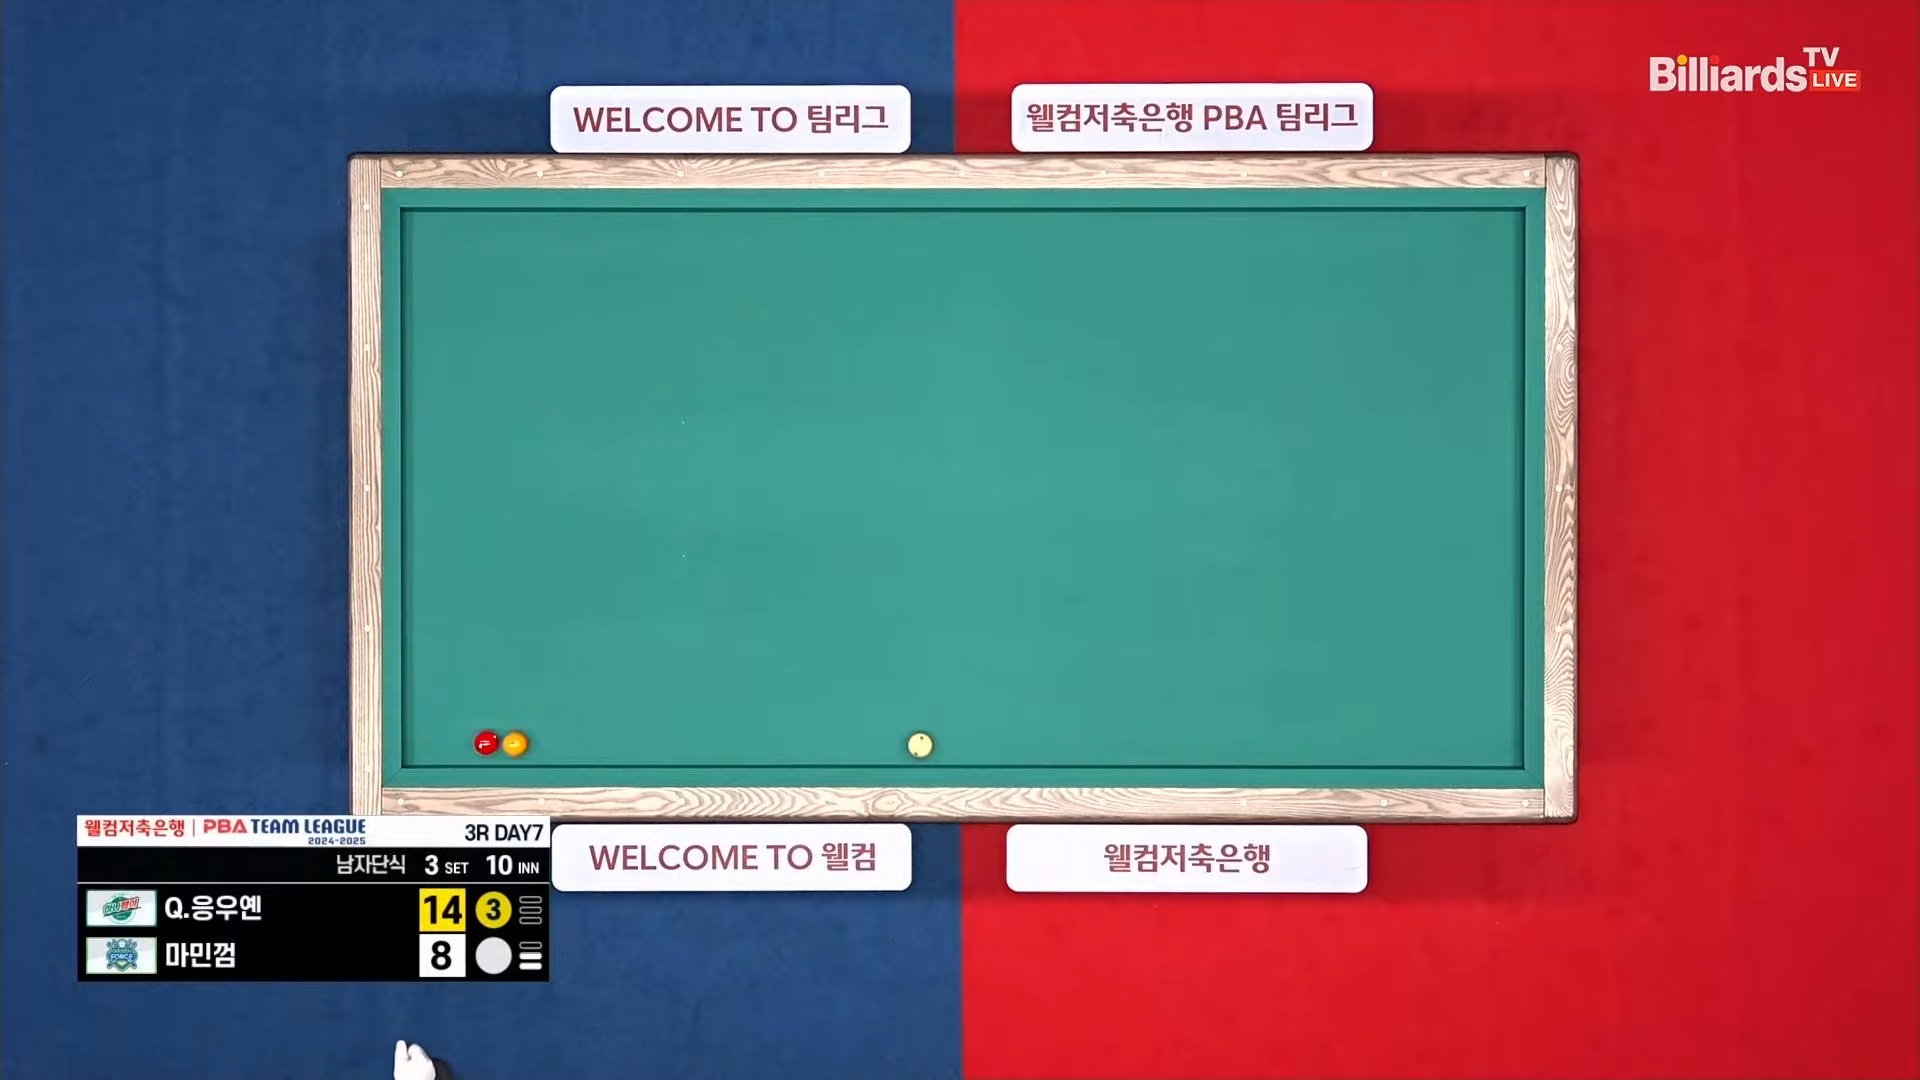 Billiards TV LIVE
WELCOME TO 팀리그
웰컴저축은행 PBA 팀리그
WELCOME TO 웰컴
웰컴저축은행
웰컴저축은행 | PBA TEAM LEAGUE 2024-2025 3R DAY7
남자단식 3 SET 10 INN
Q.응우옌 14 3
마민껌 8